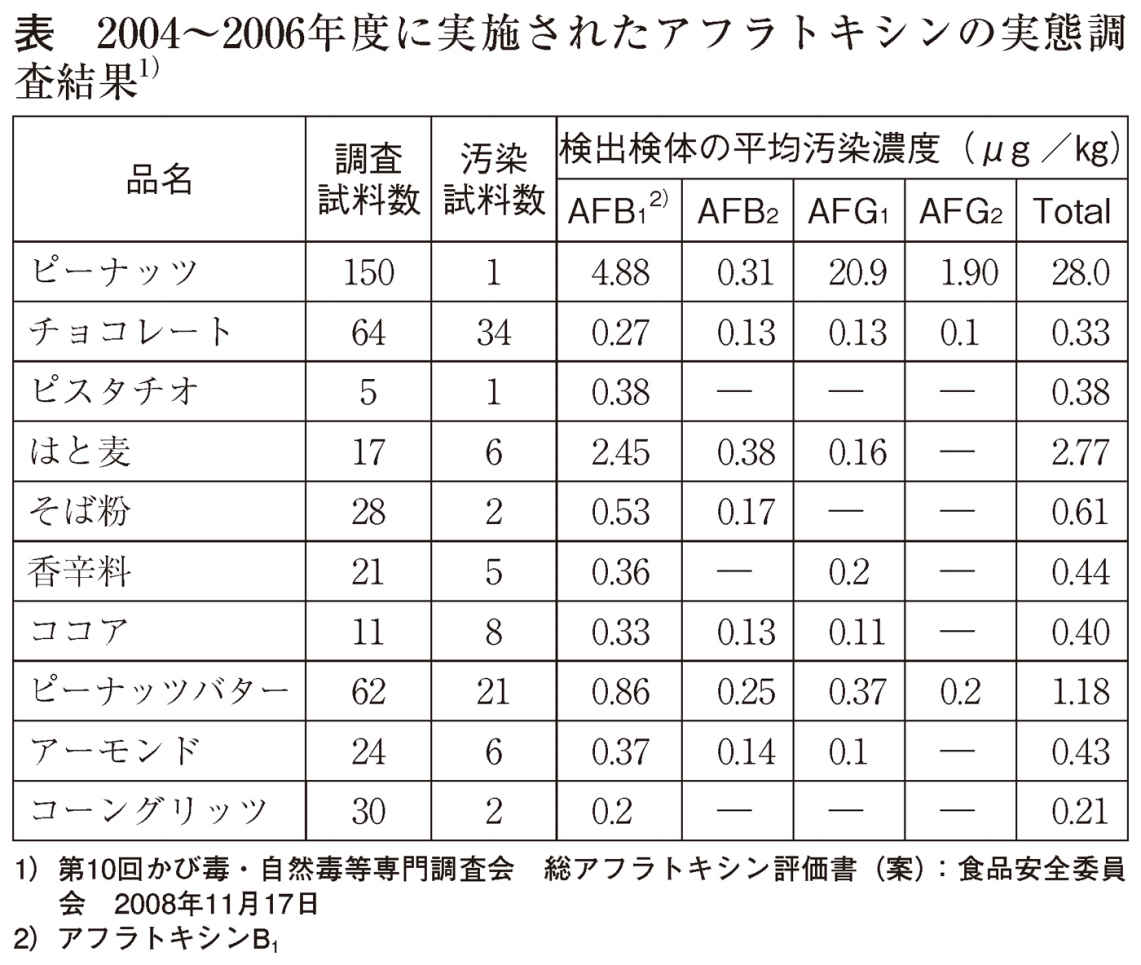 表　2004～2006年度に実施されたアフラトキシンの実態調
査結果1)
品名 調査試料数 汚染試料数 検出検体の平均汚染濃度（μg／kg）
AFB1 2) AFB2 AFG1 AFG2 Total
ピーナッツ 150 1 4.88 0.31 20.9 1.90 28.0
チョコレート 64 34 0.27 0.13 0.13 0.1 0.33
ピスタチオ 5 1 0.38 — — — 0.38
はと麦 17 6 2.45 0.38 0.16 — 2.77
そば粉 28 2 0.53 0.17 — — 0.61
香辛料 21 5 0.36 — 0.2 — 0.44
ココア 11 8 0.33 0.13 0.11 — 0.40
ピーナッツバター 62 21 0.86 0.25 0.37 0.2 1.18
アーモンド 24 6 0.37 0.14 0.1 — 0.43
コーングリッツ 30 2 0.2 — — — 0.21
1）第10回かび毒・自然毒等専門調査会　総アフラトキシン評価書（案）：食品安全委員
会　2008年11月17日
2）アフラトキシンB1